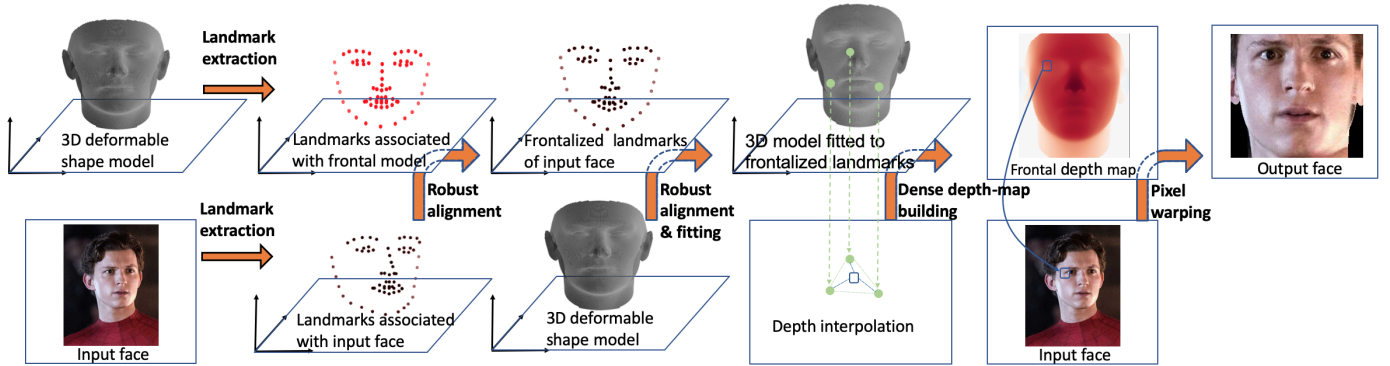 Landmark
extraction
3D deformable
shape model
Landmarks associated
with frontal model
Frontalized landmarks
of input face
3D model fitted to
frontalized landmarks
Frontal depth map
Output face
Robust
alignment
Robust
alignment
& fitting
Dense depth-map
building
Pixel
warping
Landmark
extraction
Input face
Landmarks associated
with input face
3D deformable
shape model
Depth interpolation
Input face